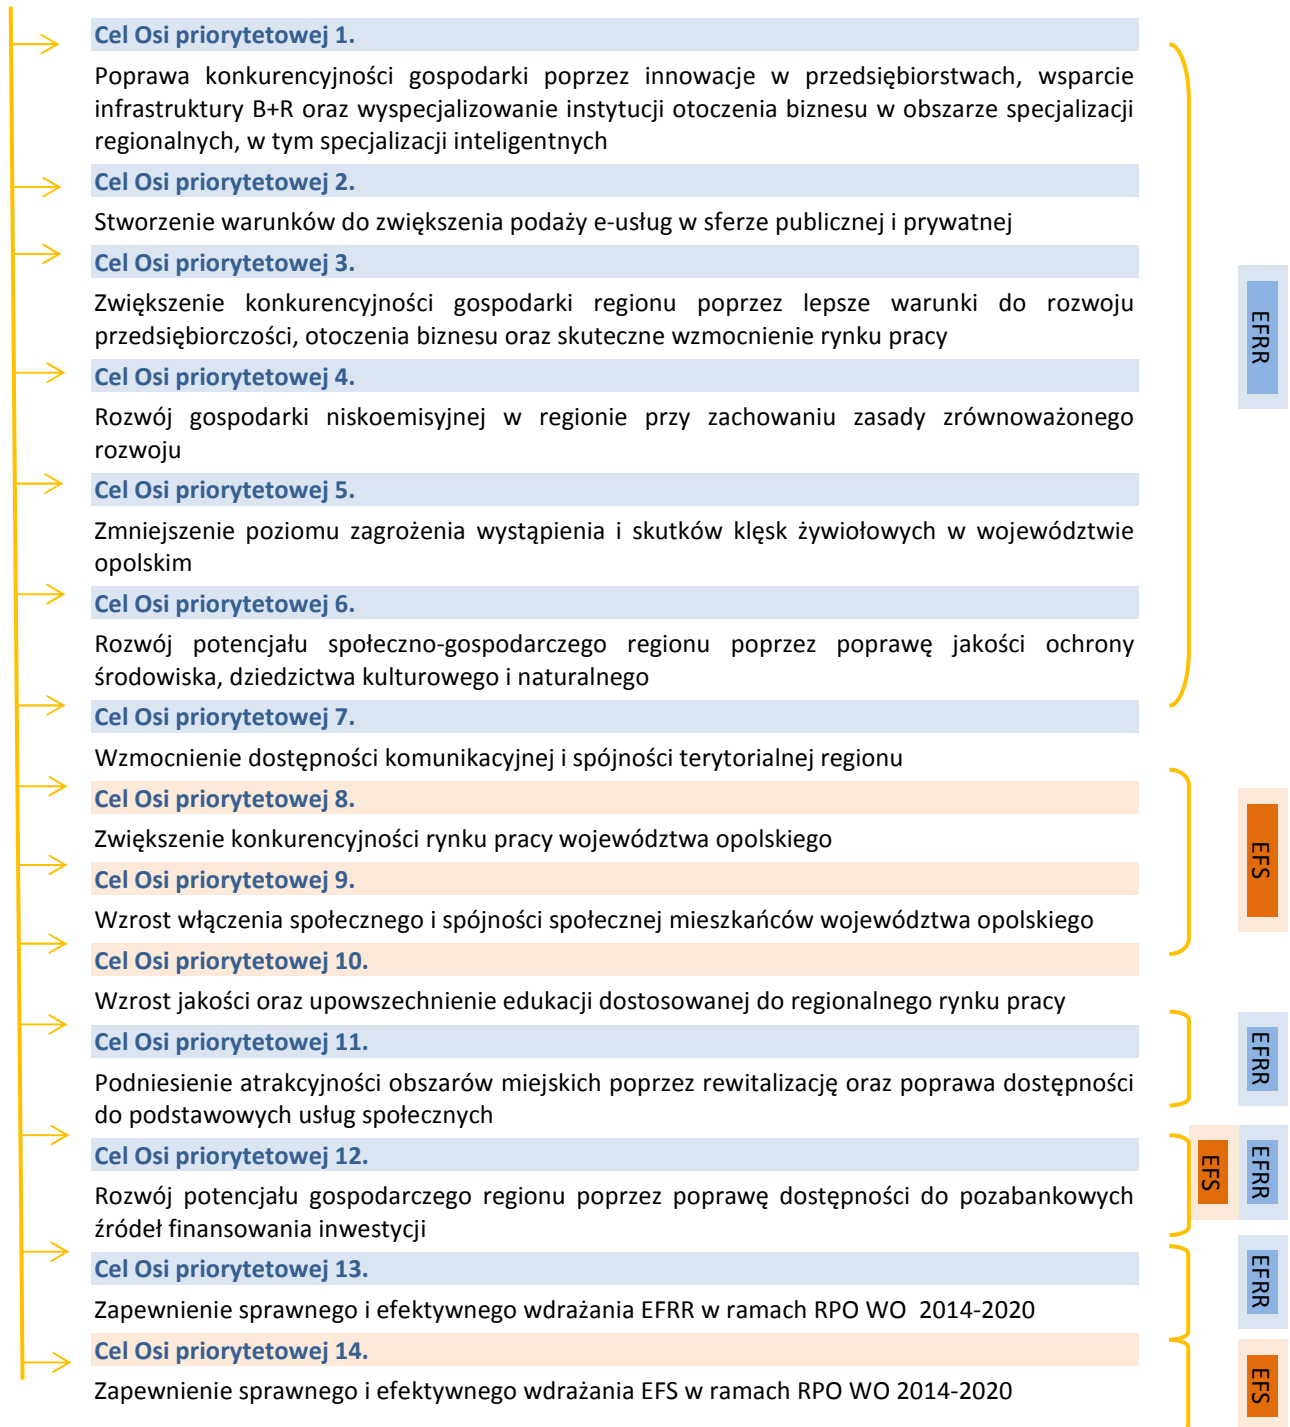 Cel Osi priorytetowej 1.
Poprawa konkurencyjności gospodarki poprzez innowacje w przedsiębiorstwach, wsparcie
infrastruktury B+R oraz wyspecjalizowanie instytucji otoczenia biznesu w obszarze specjalizacji
regionalnych, w tym specjalizacji inteligentnych
Cel Osi priorytetowej 2.
Stworzenie warunków do zwiększenia podaży e-usług w sferze publicznej i prywatnej
Cel Osi priorytetowej 3.
Zwiększenie konkurencyjności gospodarki regionu poprzez lepsze warunki do rozwoju
przedsiębiorczości, otoczenia biznesu oraz skuteczne wzmocnienie rynku pracy
Cel Osi priorytetowej 4.
Rozwój gospodarki niskoemisyjnej w regionie przy zachowaniu zasady zrównoważonego
rozwoju
Cel Osi priorytetowej 5.
Zmniejszenie poziomu zagrożenia wystąpienia i skutków klęsk żywiołowych w województwie
opolskim
Cel Osi priorytetowej 6.
Rozwój potencjału społeczno-gospodarczego regionu poprzez poprawę jakości ochrony
środowiska, dziedzictwa kulturowego i naturalnego
Cel Osi priorytetowej 7.
Wzmocnienie dostępności komunikacyjnej i spójności terytorialnej regionu
EFRR
Cel Osi priorytetowej 8.
Zwiększenie konkurencyjności rynku pracy województwa opolskiego
Cel Osi priorytetowej 9.
Wzrost włączenia społecznego i spójności społecznej mieszkańców województwa opolskiego
Cel Osi priorytetowej 10.
Wzrost jakości oraz upowszechnienie edukacji dostosowanej do regionalnego rynku pracy
EFS
Cel Osi priorytetowej 11.
Podniesienie atrakcyjności obszarów miejskich poprzez rewitalizację oraz poprawa dostępności
do podstawowych usług społecznych
EFRR
Cel Osi priorytetowej 12.
Rozwój potencjału gospodarczego regionu poprzez poprawę dostępności do pozabankowych
źródeł finansowania inwestycji
EFS
EFRR
Cel Osi priorytetowej 13.
Zapewnienie sprawnego i efektywnego wdrażania EFRR w ramach RPO WO 2014-2020
EFRR
Cel Osi priorytetowej 14.
Zapewnienie sprawnego i efektywnego wdrażania EFS w ramach RPO WO 2014-2020
EFS